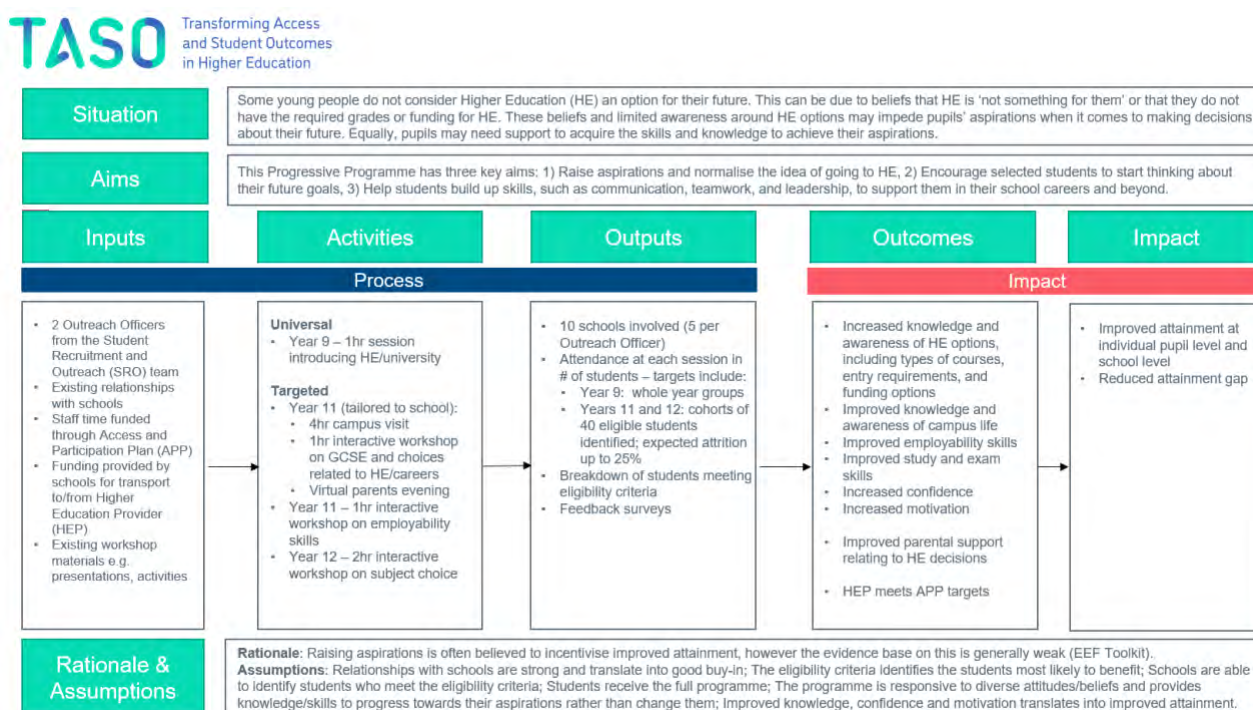 TASO
Transforming Access
and Student Outcomes
in Higher Education
Situation
Some young people do not consider Higher Education (HE) an option for their future. This can be due to beliefs that HE is 'not something for them' or that they do not
have the required grades or funding for HE. These beliefs and limited awareness around HE options may impede pupils' aspirations when it comes to making decisions
about their future. Equally, pupils may need support to acquire the skills and knowledge to achieve their aspirations.
Aims
This Progressive Programme has three key aims: 1) Raise aspirations and normalise the idea of going to HE, 2) Encourage selected students to start thinking about
their future goals, 3) Help students build up skills, such as communication, teamwork, and leadership, to support them in their school careers and beyond.
Inputs
Activities
Outputs
Outcomes
Impact
Process
Impact
• 2 Outreach Officers
from the Student
Recruitment and
Outreach (SRO) team
• Existing relationships
with schools
• Staff time funded
through Access and
Participation Plan (APP)
• Funding provided by
schools for transport
to/from Higher
Education Provider
(HEP)
• Existing workshop
materials e.g.
presentations, activities
Universal
• Year 9 – 1hr session
introducing HE/university
Targeted
• Year 11 (tailored to school):
• 4hr campus visit
• 1hr interactive workshop
on GCSE and choices
related to HE/careers
• Virtual parents evening
• Year 11 – 1hr interactive
workshop on employability
skills
• Year 12 – 2hr interactive
workshop on subject choice
• 10 schools involved (5 per
Outreach Officer)
• Attendance at each session in
# of students – targets include:
• Year 9: whole year groups
• Years 11 and 12: cohorts of
40 eligible students
identified; expected attrition
up to 25%
• Breakdown of students meeting
eligibility criteria
• Feedback surveys
• Increased knowledge and
awareness of HE options,
including types of courses,
entry requirements, and
funding options
• Improved knowledge and
awareness of campus life
• Improved employability skills
• Improved study and exam
skills
• Increased confidence
• Increased motivation
• Improved parental support
relating to HE decisions
• HEP meets APP targets
• Improved attainment at
individual pupil level and
school level
• Reduced attainment gap
Rationale &
Assumptions
Rationale: Raising aspirations is often believed to incentivise improved attainment, however the evidence base on this is generally weak (EEF Toolkit).
Assumptions: Relationships with schools are strong and translate into good buy-in; The eligibility criteria identifies the students most likely to benefit; Schools are able
to identify students who meet the eligibility criteria; Students receive the full programme; The programme is responsive to diverse attitudes/beliefs and provides
knowledge/skills to progress towards their aspirations rather than change them; Improved knowledge, confidence and motivation translates into improved attainment.